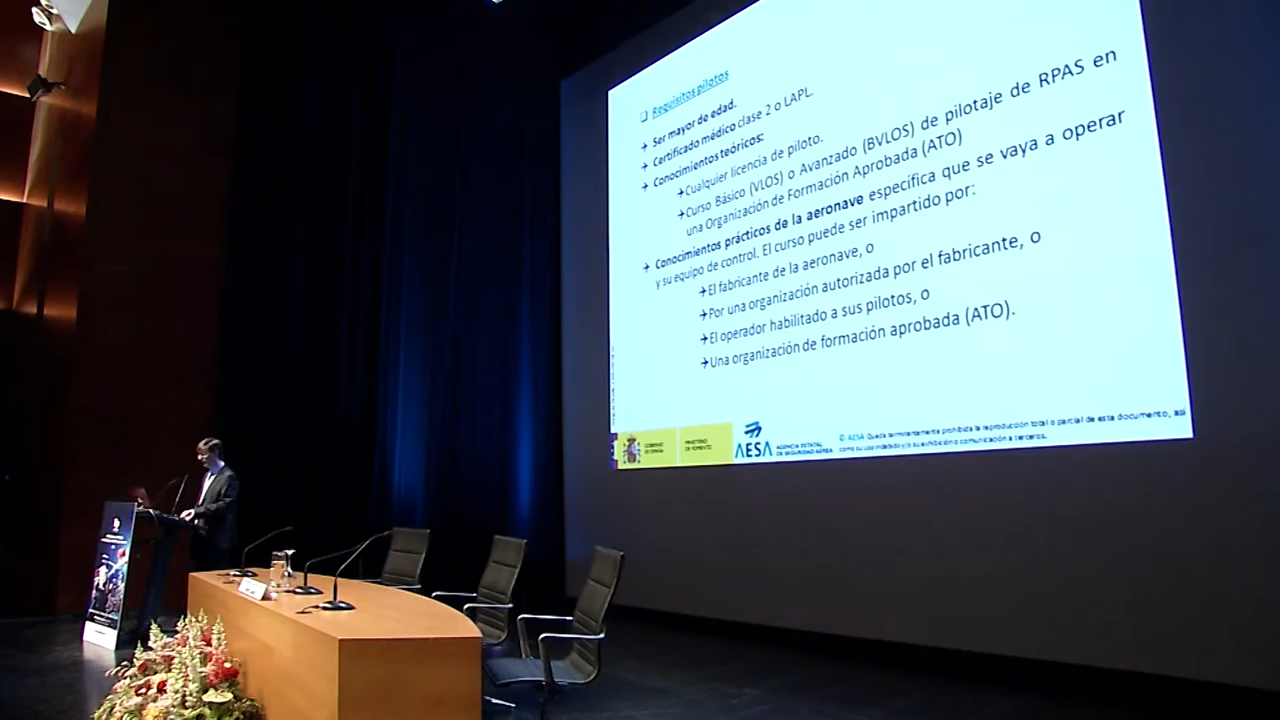 ❑ Requisitos pilotos
→ Ser mayor de edad.
→ Certificado médico clase 2 o LAPL.
→ Conocimientos teóricos:
→Cualquier licencia de piloto.
→Curso Básico (VLOS) o Avanzado (BVLOS) de pilotaje de RPAS en
una Organización de Formación Aprobada (ATO)
→ Conocimientos prácticos de la aeronave específica que se vaya a operar
y su equipo de control. El curso puede ser impartido por:
→El fabricante de la aeronave, o
→Por una organización autorizada por el fabricante, o
→El operador habilitado a sus pilotos, o
→Una organización de formación aprobada (ATO).
GOBIERNO
DE ESPAÑA
MINISTERIO
DE FOMENTO
AESA
AGENCIA ESTATAL
DE SEGURIDAD AÉREA
© AESA Queda terminantemente prohibida la reproducción total o parcial de este documento, así
como su uso indebido y/o su exhibición o comunicación a terceros.